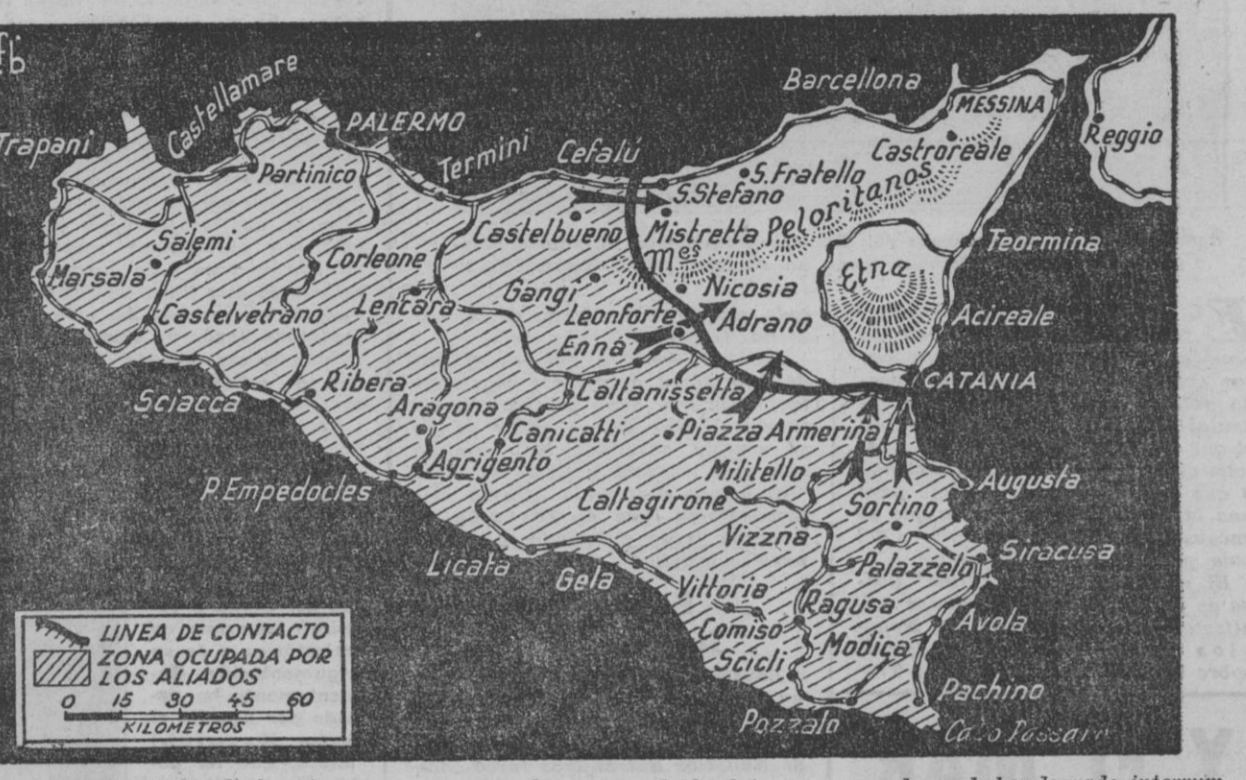 fb
Trapani
Castellamare
PALERMO
Partinico
Termini
Cefalú
Barcellona
MESSINA
Reggio
Castroreale
S. Fratello
S. Stefano
Castelbueno
Mistretta
Mes Peloritanos
Salemi
Marsala
Corleone
Teormina
Gangi
Nicosia
Etna
Castelvetrano
Lencara
Leonforte
Adrano
Acireale
Enna
Sciacca
Ribera
Caltanissetta
CATANIA
Aragona
Canicatti
Piazza Armerina
Agrigento
P. Empedocles
Militello
Augusta
Caltagirone
Sortino
Vizzna
Siracusa
Licata
Gela
Palazzelo
Vittoria
Ragusa
Comiso
Avola
Modica
Scicli
Pachino
Pozzalo
LINEA DE CONTACTO
ZONA OCUPADA POR
LOS ALIADOS
0 15 30 45 60
KILOMETROS